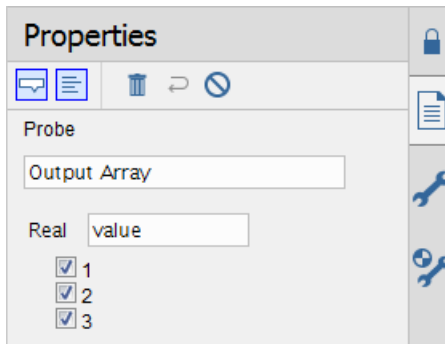 Properties
Probe
Output Array
Real value
1
2
3